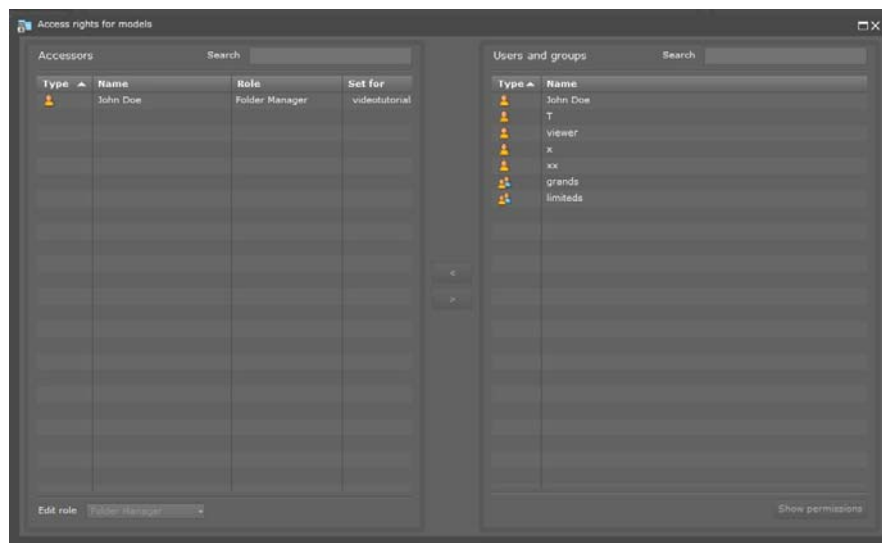 Access rights for models
Accessors Search
Type Name Role Set for
John Doe Folder Manager videotutorial
Edit role Folder Manager
<
>
Users and groups Search
Type Name
John Doe
T
viewer
x
xx
grands
limiteds
Show permissions